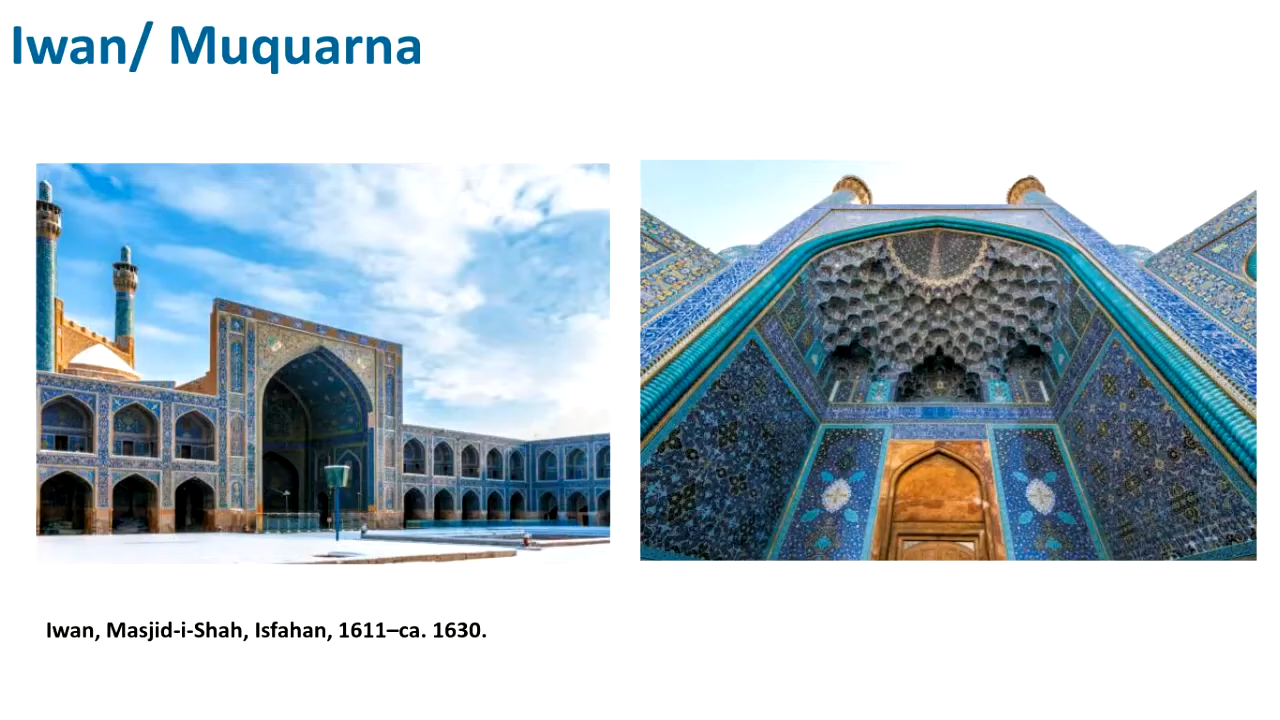 Iwan/ Muquarna
Iwan, Masjid-i-Shah, Isfahan, 1611–ca. 1630.